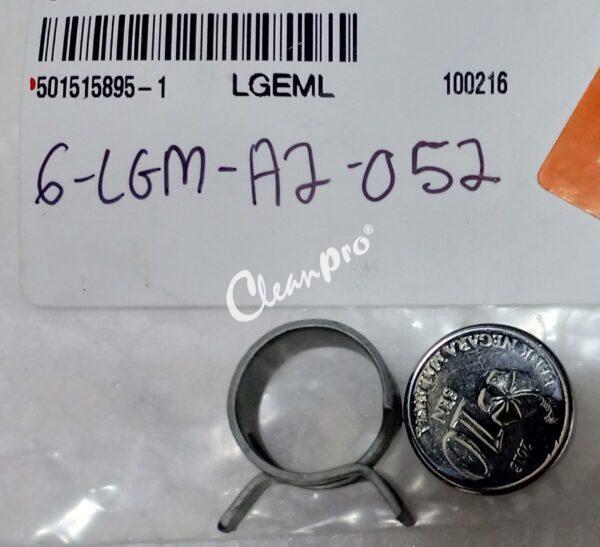 501515895-1 LGEML 100216
6-LGM-A2-052
CleanPro®
BANK NEGARA MALAYSIA
10
SEN
2013